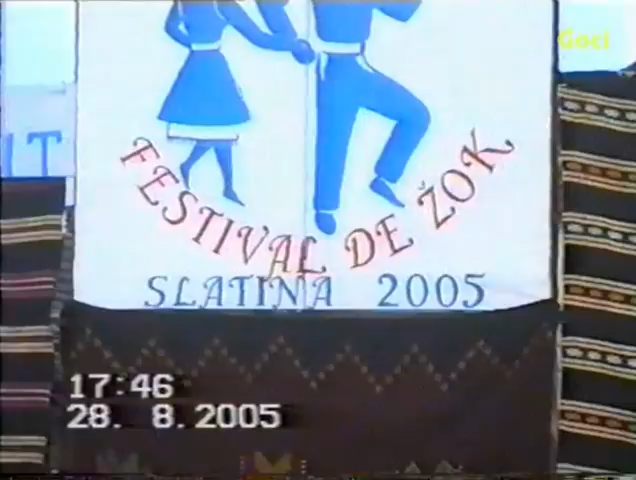 Goci
FESTIVAL DE ŽOK
SLATINA 2005
17:46
28. 8.2005